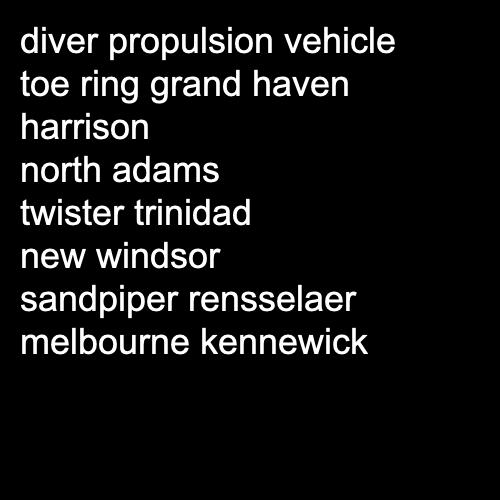 diver propulsion vehicle
toe ring grand haven
harrison
north adams
twister trinidad
new windsor
sandpiper rensselaer
melbourne kennewick